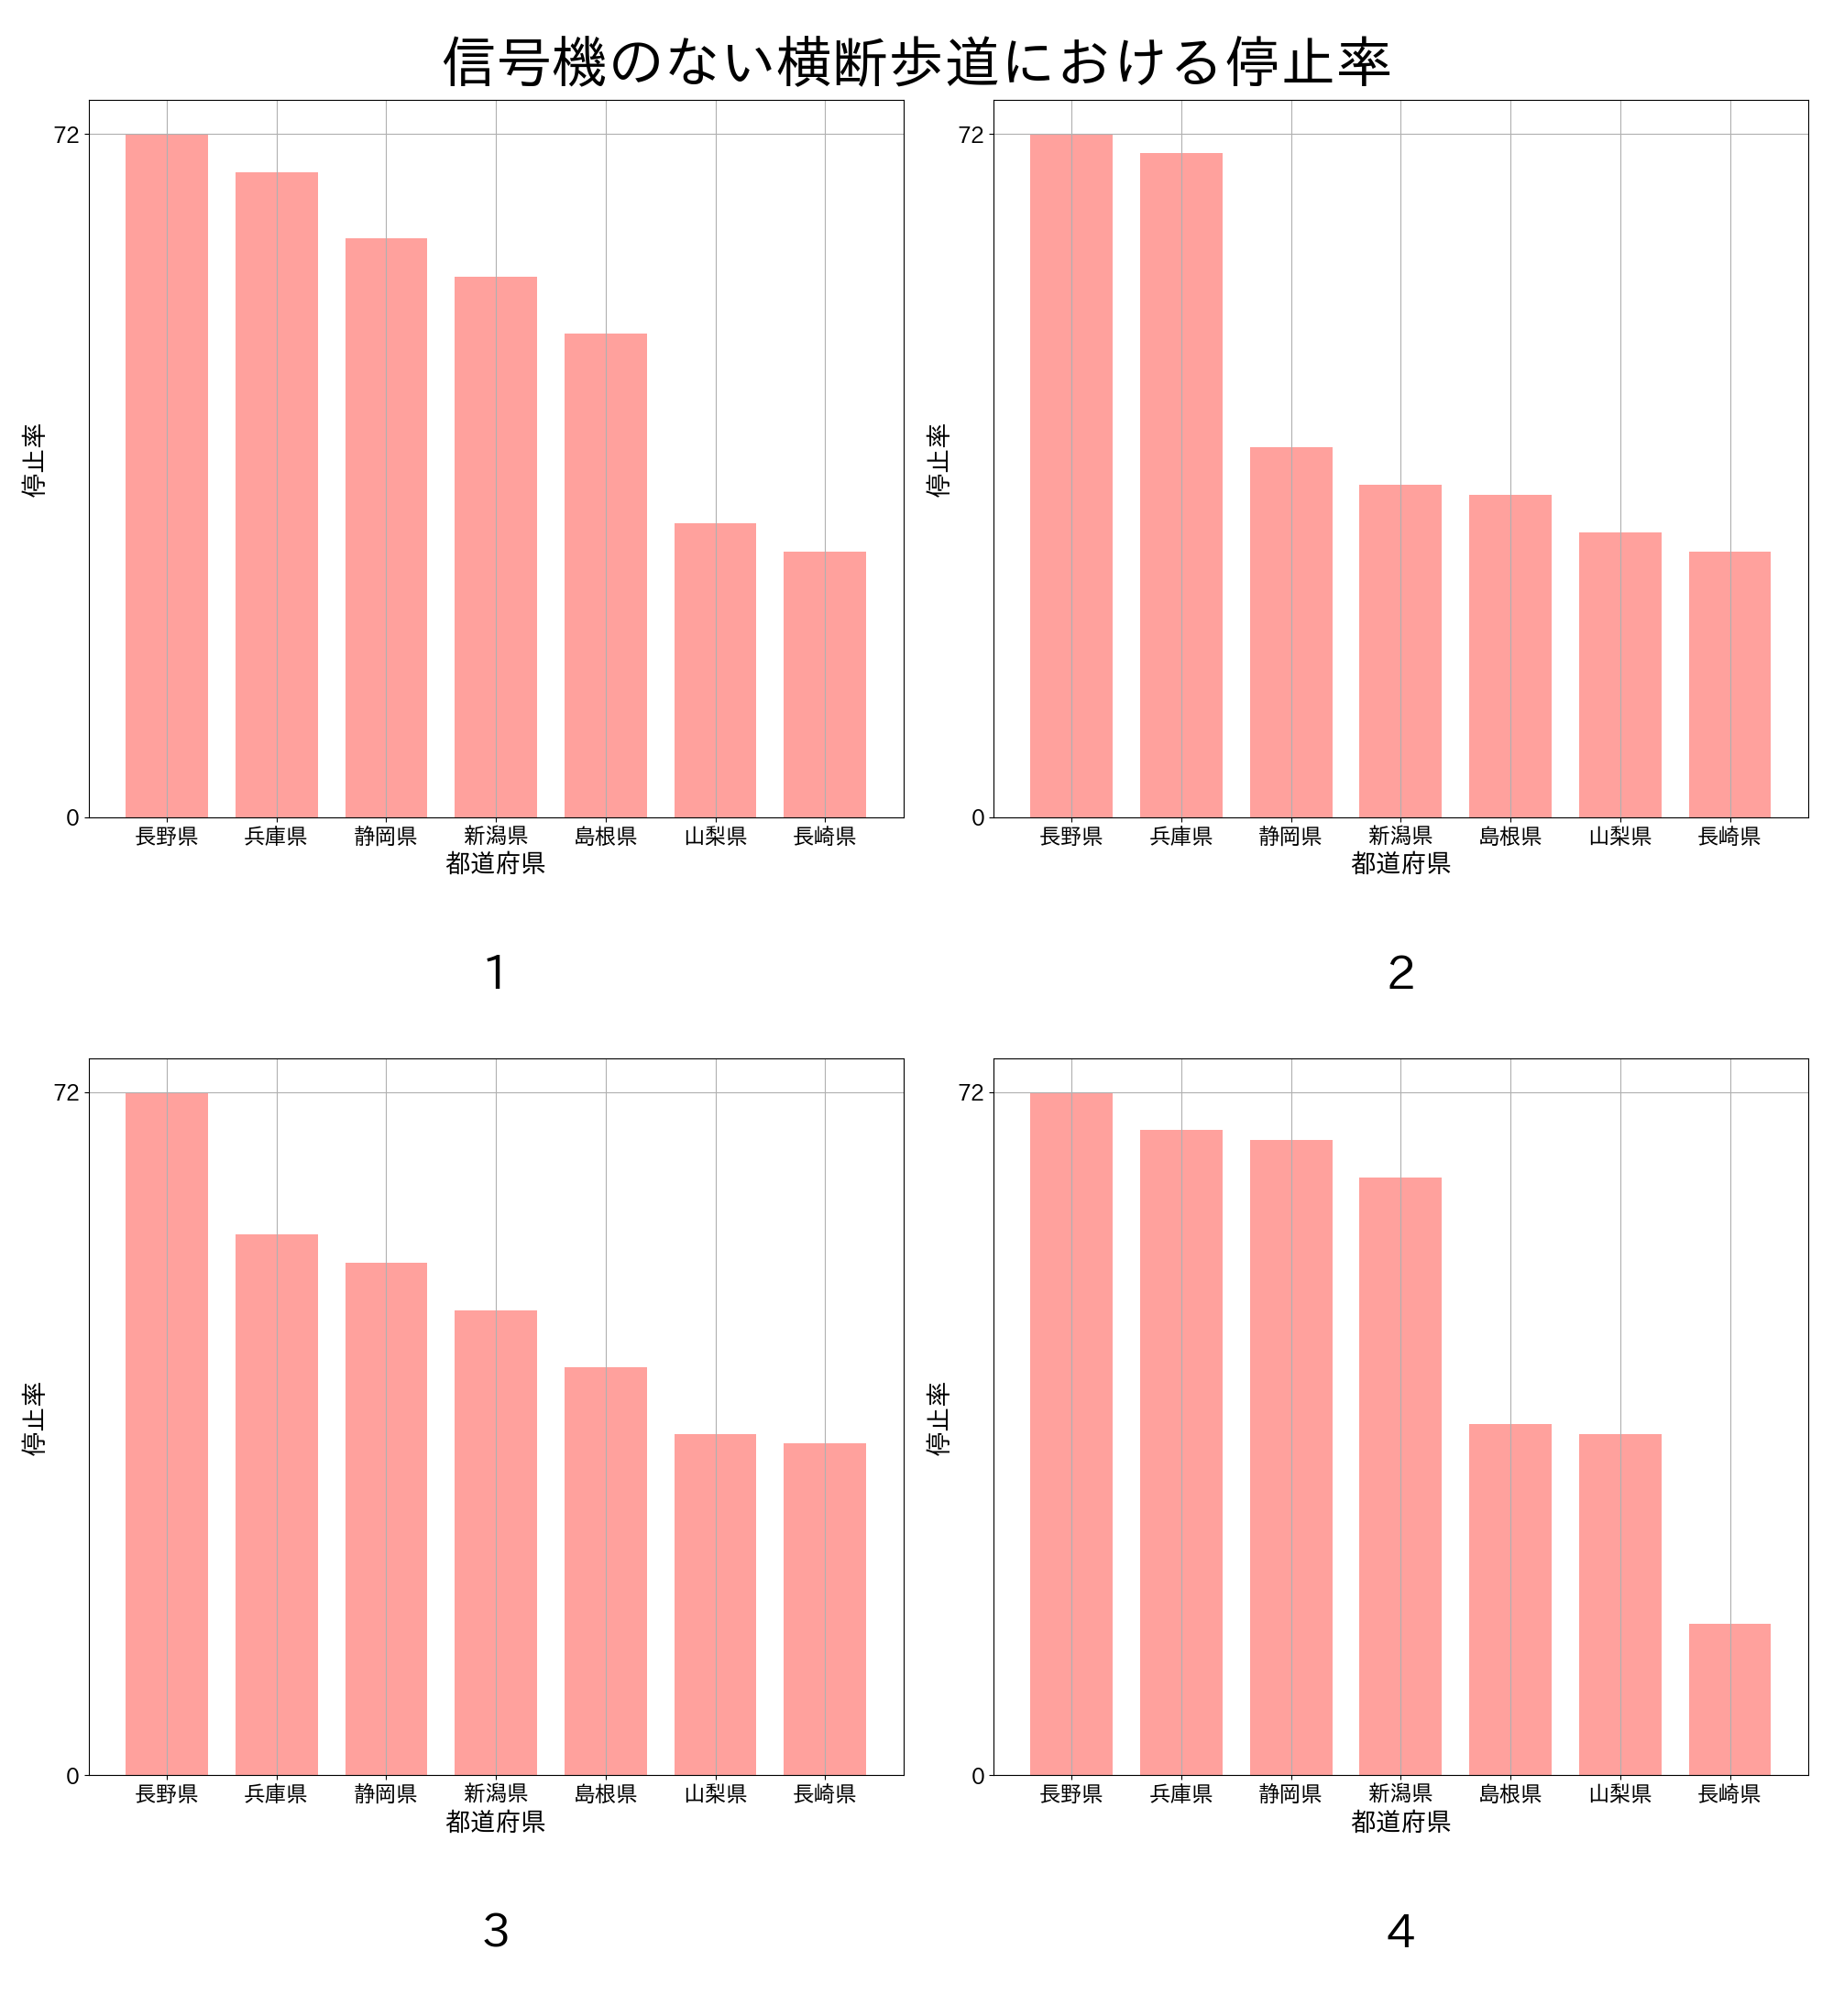 信号機のない横断歩道における停止率
72
0
停止率
長野県 兵庫県 静岡県 新潟県 島根県 山梨県 長崎県
都道府県
1
72
0
停止率
長野県 兵庫県 静岡県 新潟県 島根県 山梨県 長崎県
都道府県
2
72
0
停止率
長野県 兵庫県 静岡県 新潟県 島根県 山梨県 長崎県
都道府県
3
72
0
停止率
長野県 兵庫県 静岡県 新潟県 島根県 山梨県 長崎県
都道府県
4